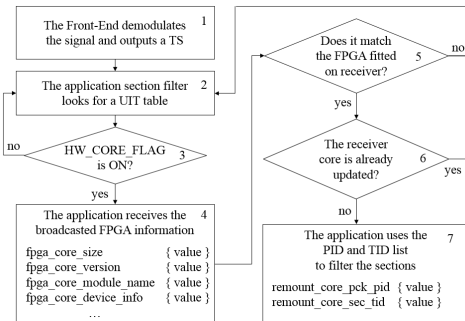 The Front-End demodulates 1
the signal and outputs a TS
The application section filter 2
looks for a UIT table
no
HW_CORE_FLAG 3
is ON?
yes
The application receives the 4
broadcasted FPGA information
fpga_core_size { value }
fpga_core_version { value }
fpga_core_module_name { value }
fpga_core_device_info { value }
...
Does it match
the FPGA fitted 5
on receiver?
no
yes
The receiver
core is already 6
updated?
yes
no
The application uses the 7
PID and TID list
to filter the sections
remount_core_pck_pid { value }
remount_core_sec_tid { value }